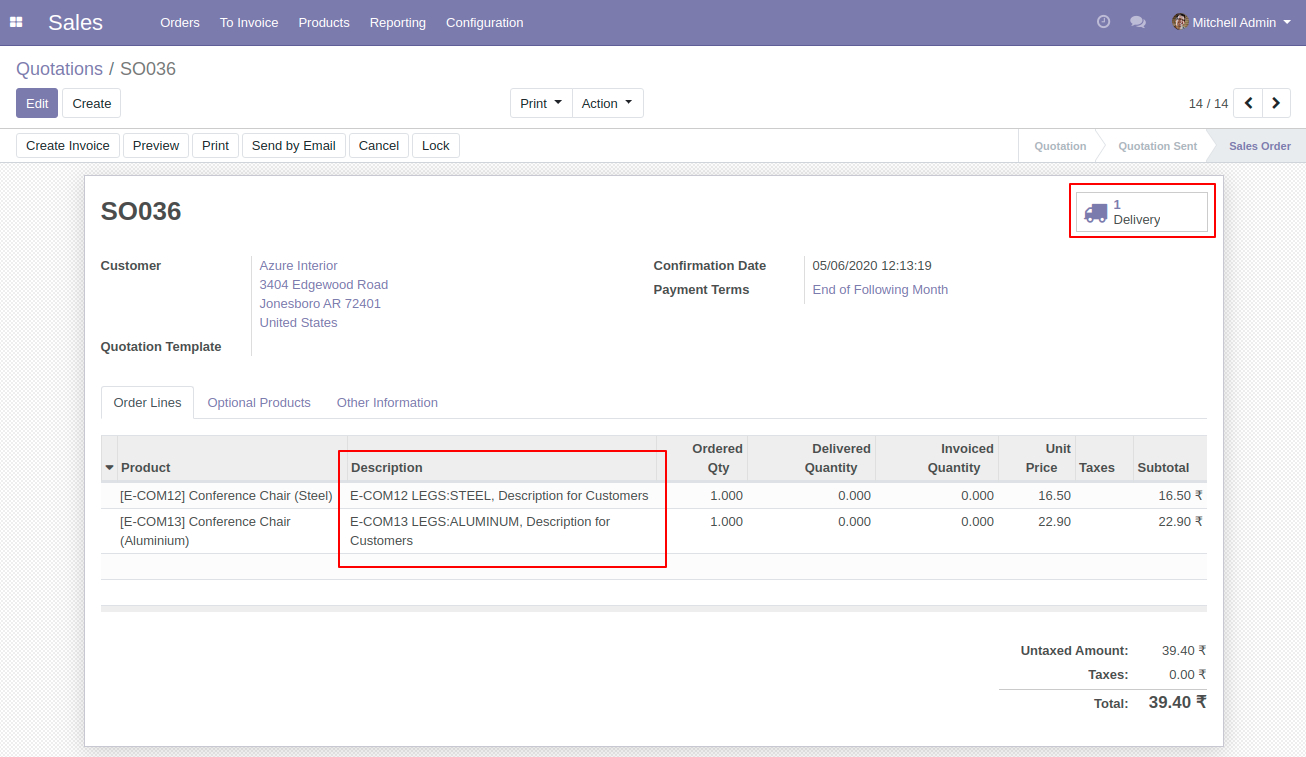 Sales Orders To Invoice Products Reporting Configuration Mitchell Admin
Quotations / SO036
Edit Create Print Action 14 / 14
Create Invoice Preview Print Send by Email Cancel Lock Quotation Quotation Sent Sales Order
SO036
1
Delivery
Customer
Azure Interior
3404 Edgewood Road
Jonesboro AR 72401
United States
Quotation Template
Confirmation Date 05/06/2020 12:13:19
Payment Terms End of Following Month
Order Lines Optional Products Other Information
Product Description Ordered Qty Delivered Quantity Invoiced Quantity Unit Price Taxes Subtotal
[E-COM12] Conference Chair (Steel) E-COM12 LEGS:STEEL, Description for Customers 1.000 0.000 0.000 16.50 16.50 ₹
[E-COM13] Conference Chair (Aluminium) E-COM13 LEGS:ALUMINUM, Description for Customers 1.000 0.000 0.000 22.90 22.90 ₹
Untaxed Amount: 39.40 ₹
Taxes: 0.00 ₹
Total: 39.40 ₹